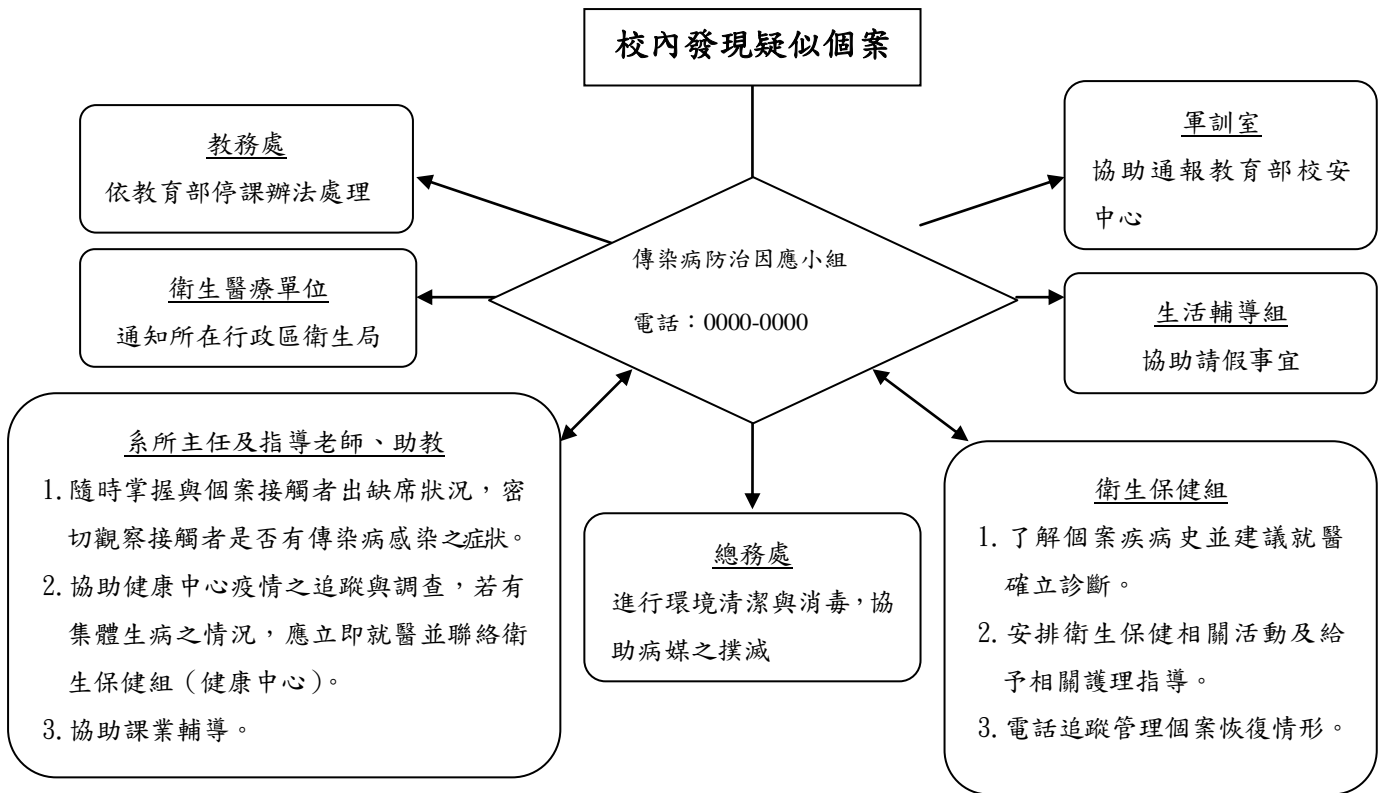 校內發現疑似個案
教務處
依教育部停課辦法處理
軍訓室
協助通報教育部校安
中心
傳染病防治因應小組
電話：0000-0000
衛生醫療單位
通知所在行政區衛生局
生活輔導組
協助請假事宜
系所主任及指導老師、助教
1.隨時掌握與個案接觸者出缺席狀況，密
切觀察接觸者是否有傳染病感染之症狀。
2.協助健康中心疫情之追蹤與調查，若有
集體生病之情況，應立即就醫並聯絡衛
生保健組（健康中心）。
3.協助課業輔導。
總務處
進行環境清潔與消毒，協
助病媒之撲滅
衛生保健組
1.了解個案疾病史並建議就醫
確立診斷。
2.安排衛生保健相關活動及給
予相關護理指導。
3.電話追蹤管理個案恢復情形。